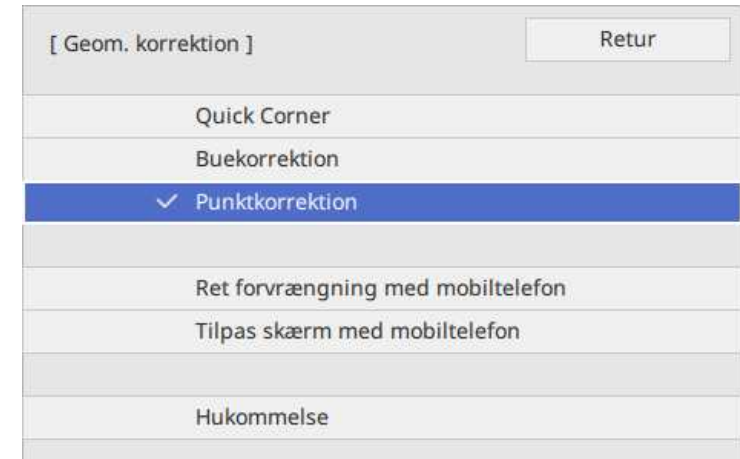 [ Geom. korrektion ]
Retur
Quick Corner
Buekorrektion
Punktkorrektion
Ret forvrængning med mobiltelefon
Tilpas skærm med mobiltelefon
Hukommelse